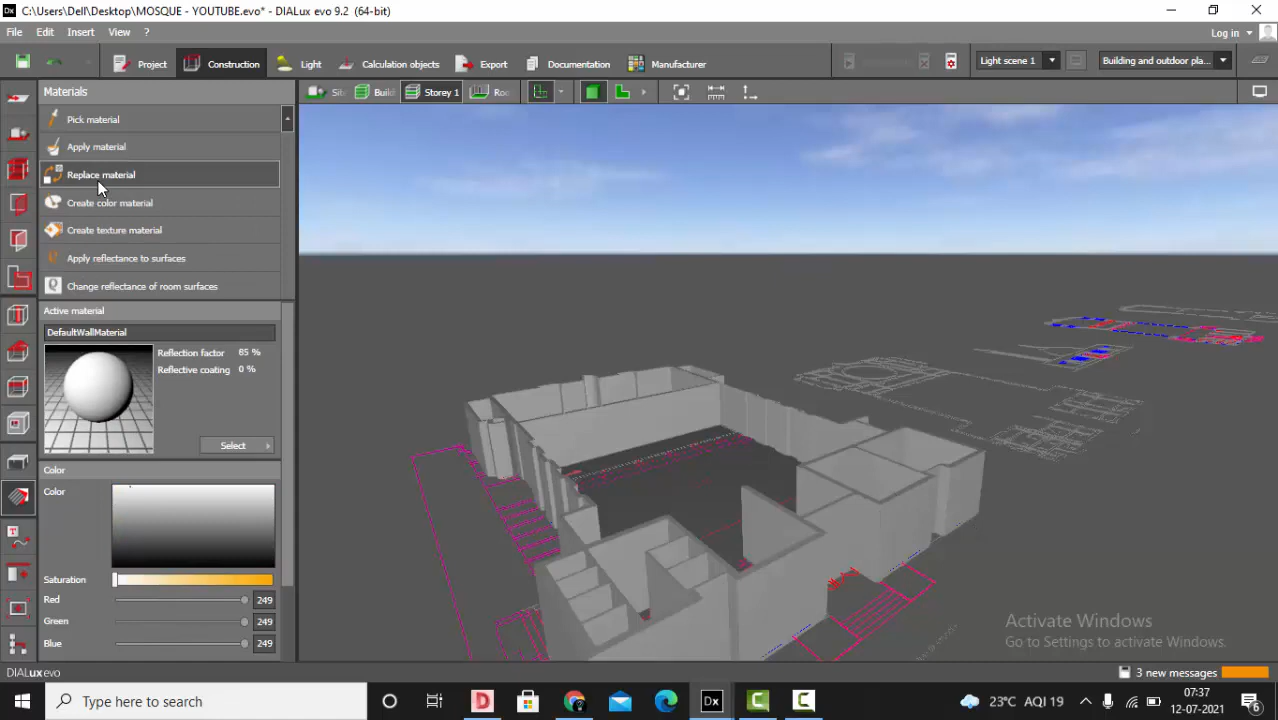 C:\Users\Dell\Desktop\MOSQUE - YOUTUBE.evo* - DIALux evo 9.2 (64-bit)
File Edit Insert View ?
Log in
Project Construction Light Calculation objects Export Documentation Manufacturer
Light scene 1 Building and outdoor pla...
Materials
Storey 1
Pick material
Apply material
Replace material
Create color material
Create texture material
Apply reflectance to surfaces
Change reflectance of room surfaces
Active material
DefaultWallMaterial
Reflection factor 85 %
Reflective coating 0 %
Select
Color
Color
Saturation
Red 249
Green 249
Blue 249
Activate Windows
Go to Settings to activate Windows.
DIALux evo
3 new messages
Type here to search
23°C AQI 19
07:37
12-07-2021
6